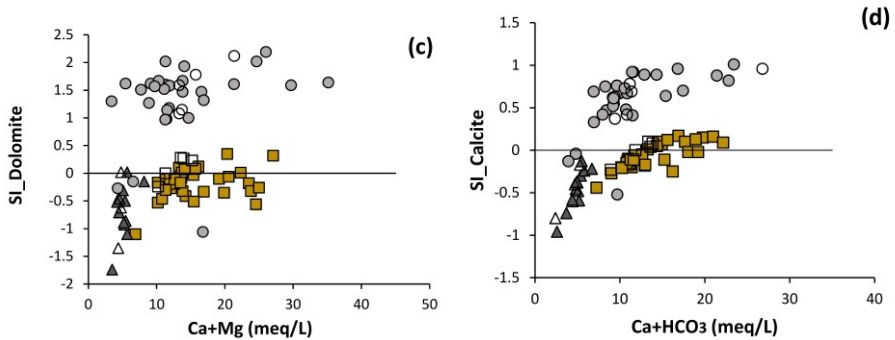 (c)
SI_Dolomite
2.5
2
1.5
1
0.5
0
-0.5
-1
-1.5
-2
0 10 20 30 40 50
Ca+Mg (meq/L)
(d)
SI_Calcite
1.5
1
0.5
0
-0.5
-1
-1.5
0 10 20 30 40
Ca+HCO₃ (meq/L)